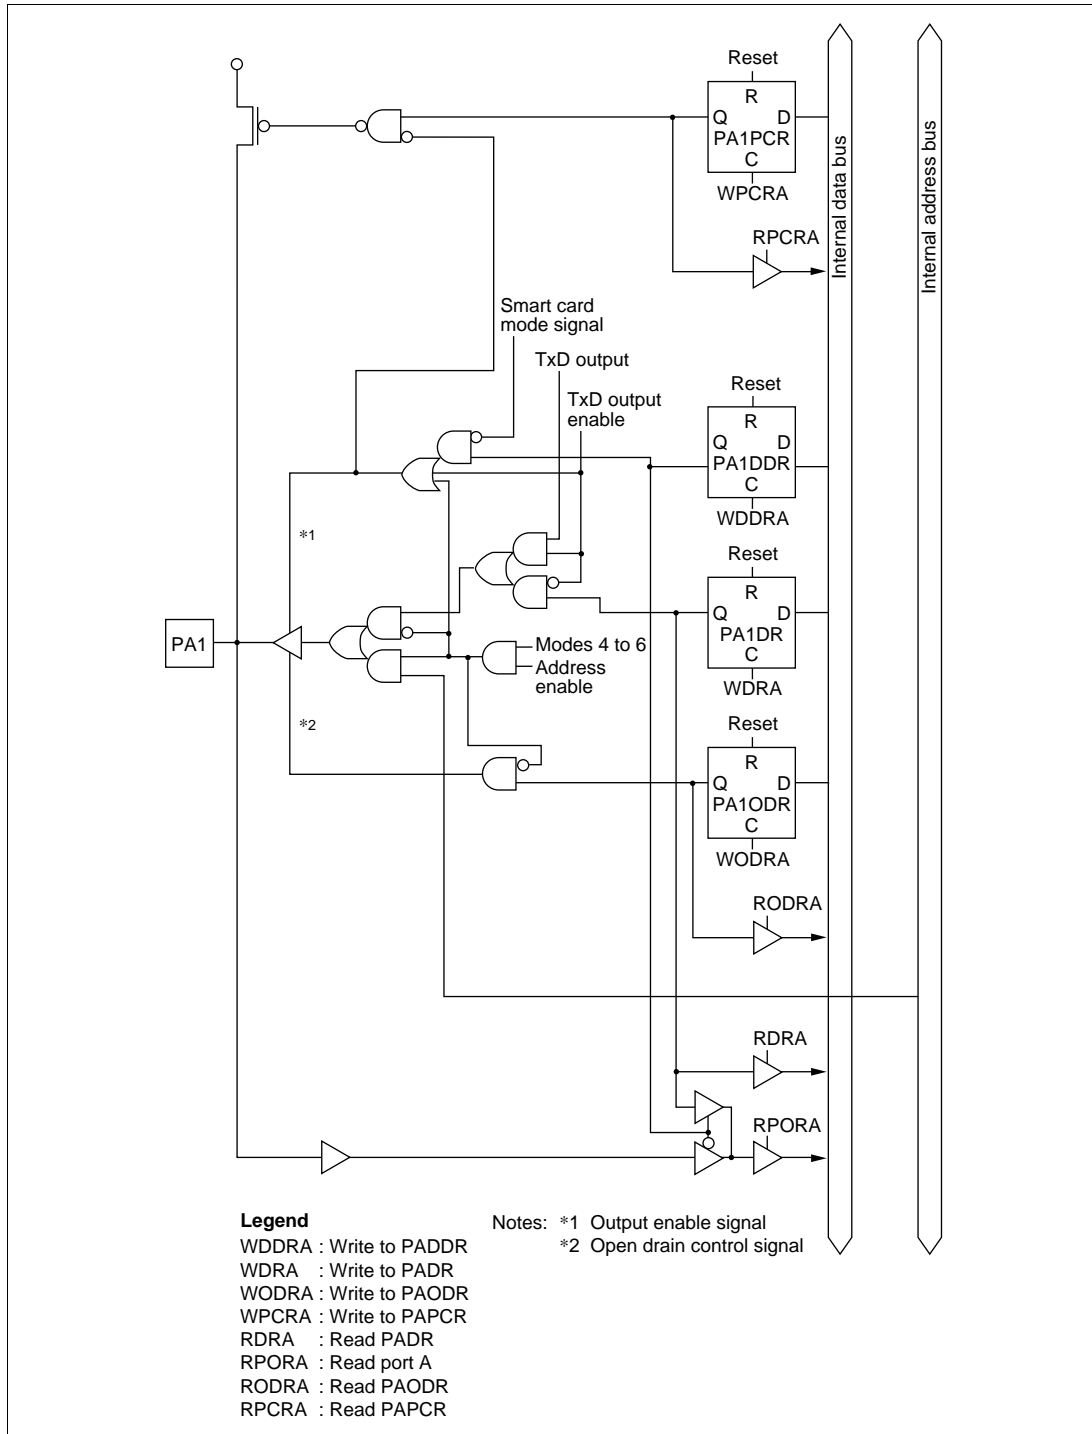 Reset
R
Q D
PA1PCR
C
WPCRA
RPCRA
Internal data bus
Internal address bus
Smart card
mode signal
TxD output
TxD output
enable
Reset
R
Q D
PA1DDR
C
WDDRA
*1
Reset
R
Q D
PA1DR
C
WDRA
PA1
Modes 4 to 6
Address
enable
*2
Reset
R
Q D
PA1ODR
C
WODRA
RODRA
RDRA
RPORA
Legend
WDDRA : Write to PADDR
WDRA : Write to PADR
WODRA : Write to PAODR
WPCRA : Write to PAPCR
RDRA : Read PADR
RPORA : Read port A
RODRA : Read PAODR
RPCRA : Read PAPCR
Notes: *1 Output enable signal
*2 Open drain control signal